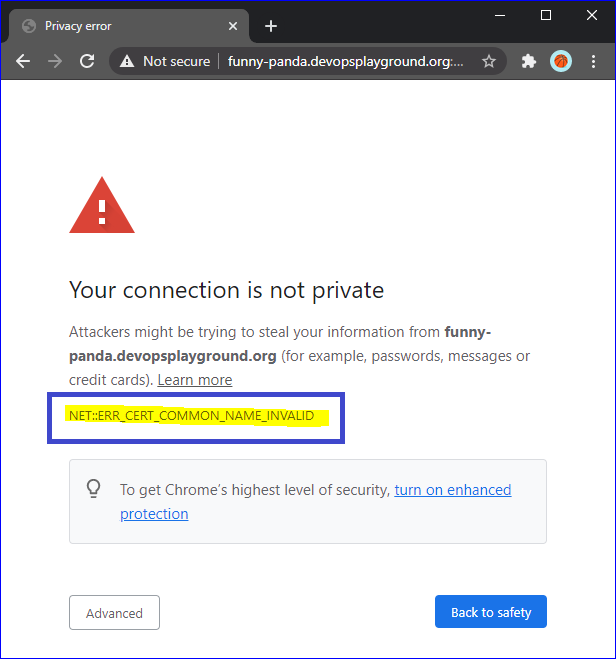 Privacy error
Not secure funny-panda.devopsplayground.org:...
Your connection is not private
Attackers might be trying to steal your information from funny-
panda.devopsplayground.org (for example, passwords, messages or
credit cards). Learn more
NET::ERR_CERT_COMMON_NAME_INVALID
To get Chrome’s highest level of security, turn on enhanced
protection
Advanced
Back to safety